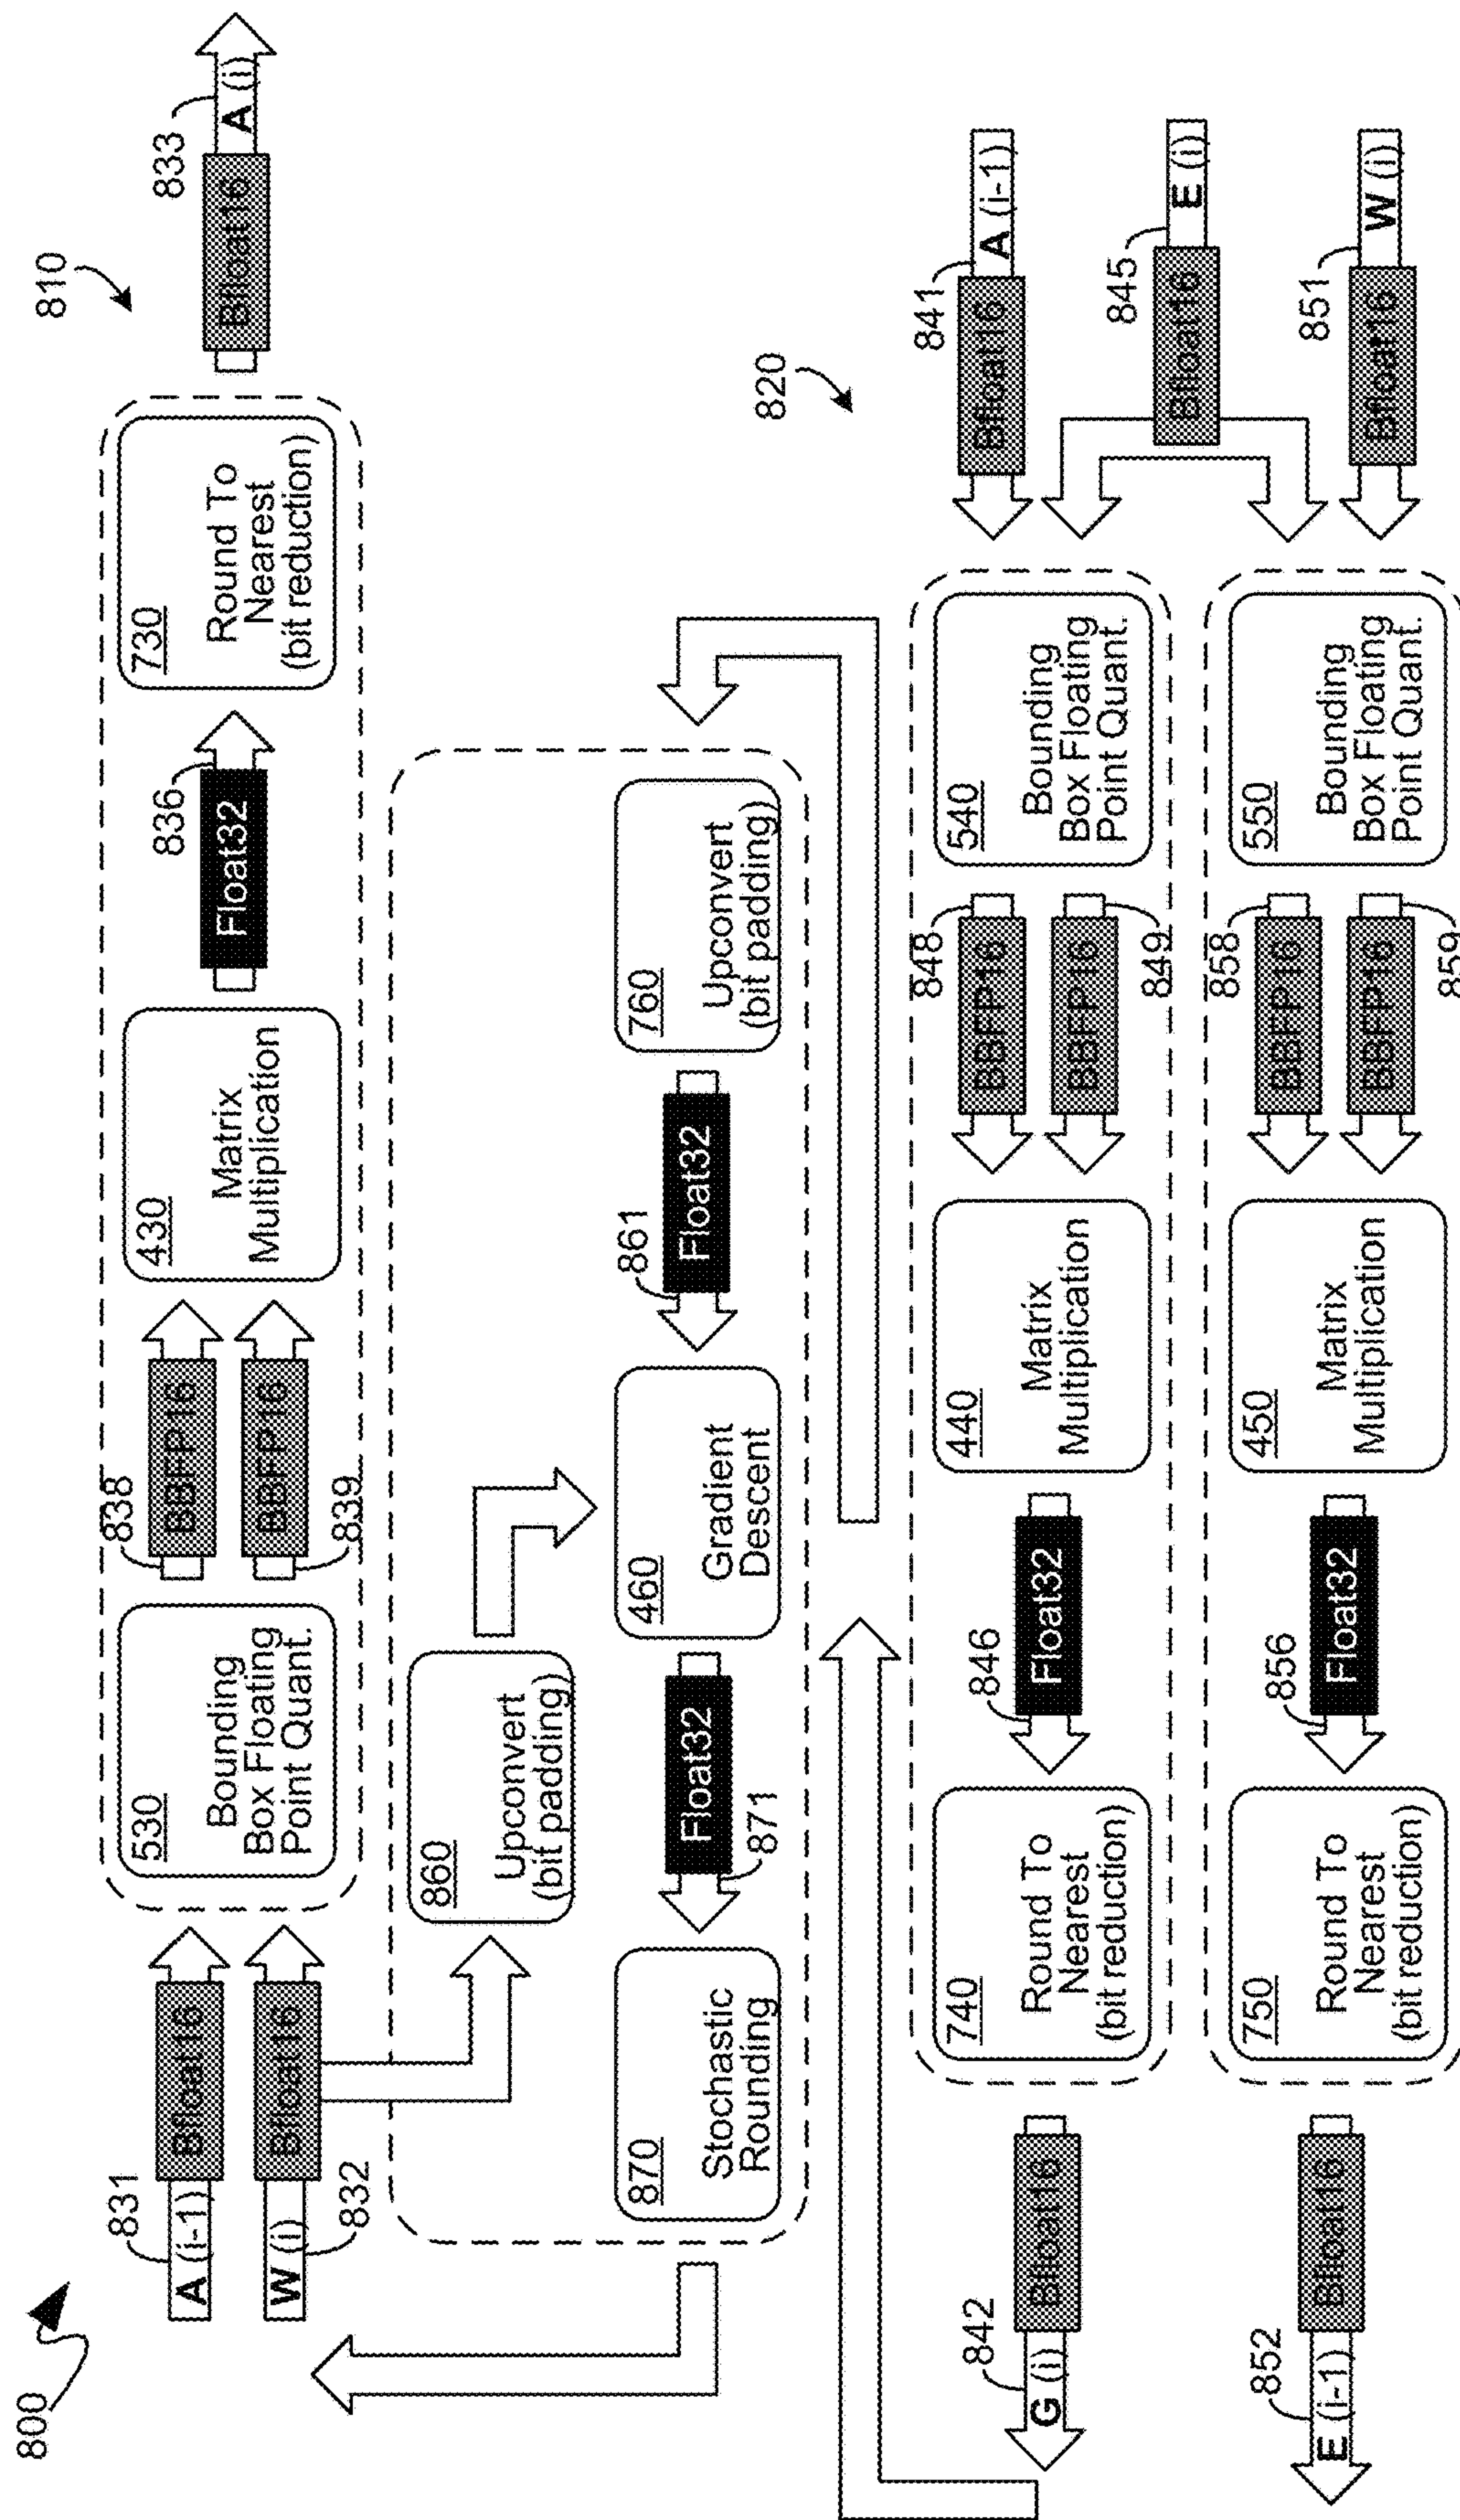 800
810
831
A (i-1)
Bfloat16
W (i)
832
Bfloat16
530
Bounding
Box Floating
Point Quant.
838
BBFP16
BBFP16
839
430
Matrix
Multiplication
836
Float32
730
Round To
Nearest
(bit reduction)
833
Bfloat16
A (i)
860
Upconvert
(bit padding)
870
Stochastic
Rounding
Float32
871
460
Gradient
Descent
861
Float32
760
Upconvert
(bit padding)
820
842
G (i)
Bfloat16
740
Round To
Nearest
(bit reduction)
846
Float32
440
Matrix
Multiplication
848
BBFP16
BBFP16
849
540
Bounding
Box Floating
Point Quant.
841
Bfloat16
A (i-1)
845
Bfloat16
E (i)
852
E (i-1)
Bfloat16
750
Round To
Nearest
(bit reduction)
856
Float32
450
Matrix
Multiplication
858
BBFP16
BBFP16
859
550
Bounding
Box Floating
Point Quant.
851
Bfloat16
W (i)